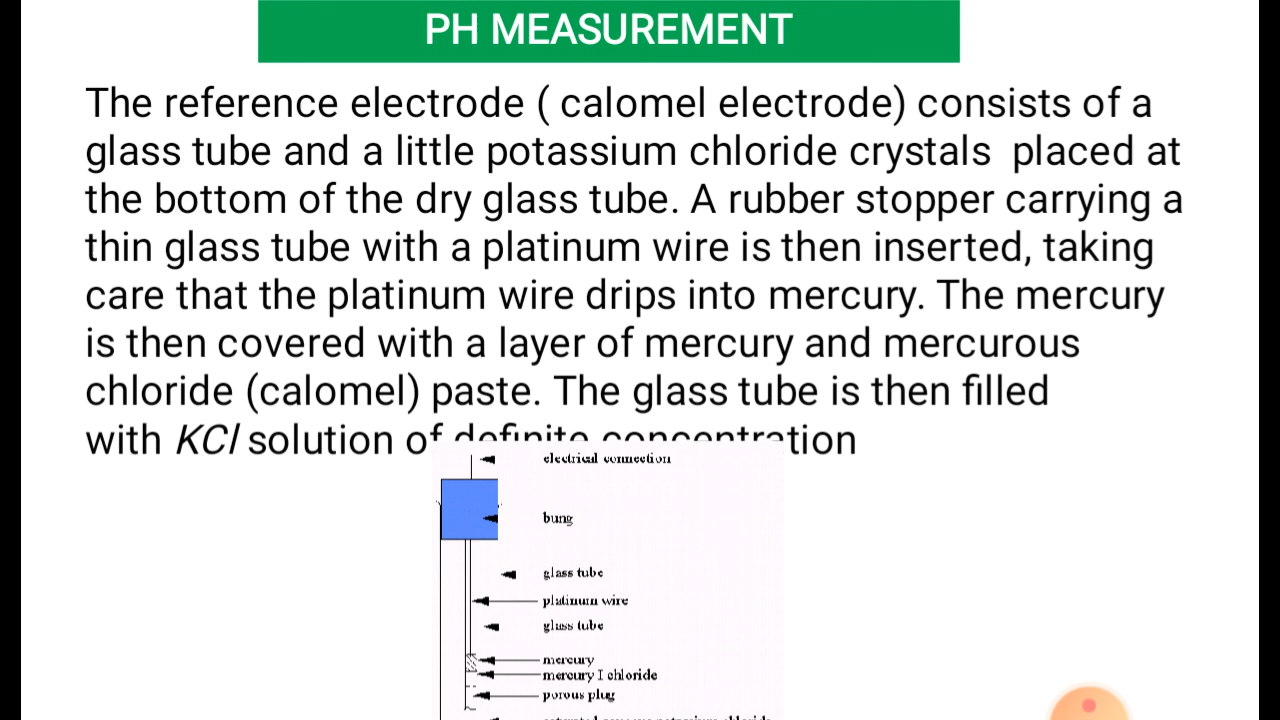 PH MEASUREMENT
The reference electrode ( calomel electrode) consists of a
glass tube and a little potassium chloride crystals placed at
the bottom of the dry glass tube. A rubber stopper carrying a
thin glass tube with a platinum wire is then inserted, taking
care that the platinum wire drips into mercury. The mercury
is then covered with a layer of mercury and mercurous
chloride (calomel) paste. The glass tube is then filled
with KCl solution of definite concentration
electrical connection
bung
glass tube
platinum wire
glass tube
mercury
mercury I chloride
porous plug